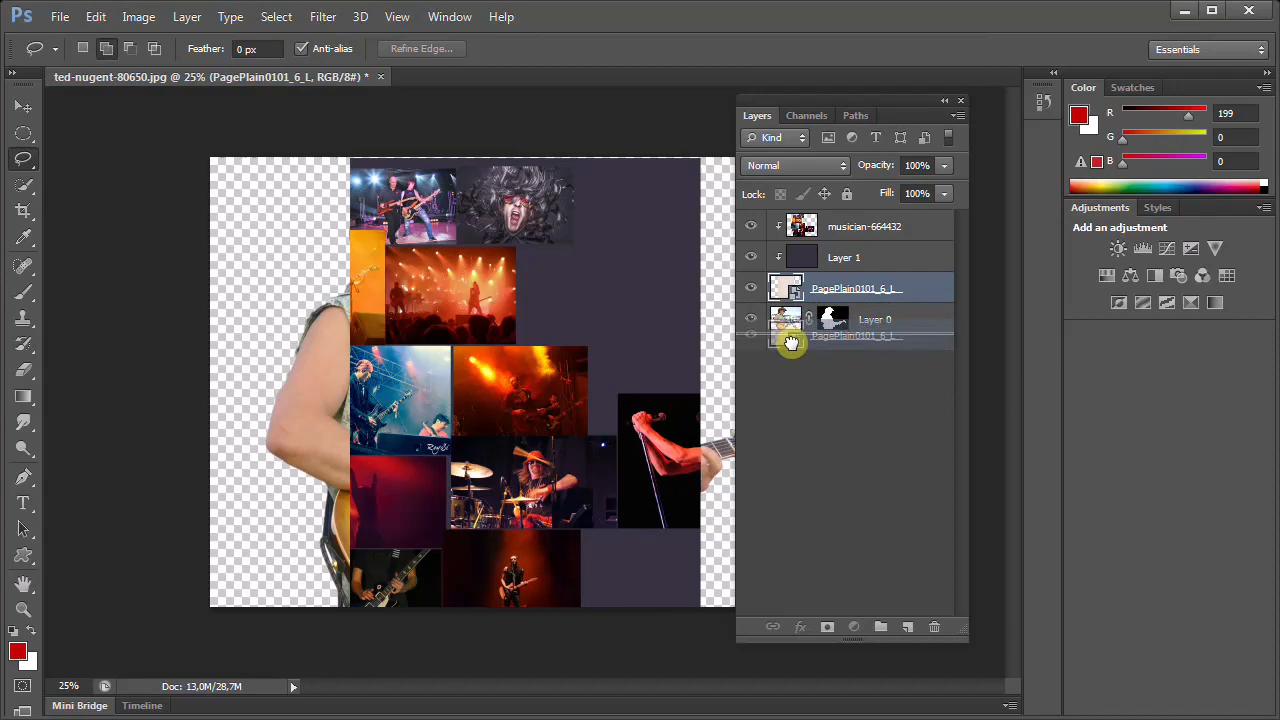 Ps File Edit Image Layer Type Select Filter 3D View Window Help
Feather: 0 px Anti-alias Refine Edge... Essentials
ted-nugent-80650.jpg @ 25% (PagePlain0101_6_L, RGB/8#) * ×
Layers Channels Paths
Kind
Normal Opacity: 100%
Lock: Fill: 100%
musician-664432
Layer 1
PagePlain0101_6_L
Layer 0
PagePlain0101_6_L
Color Swatches
R 199
G 0
B 0
Adjustments Styles
Add an adjustment
fx
25% Doc: 13,0M/28,7M
Mini Bridge Timeline